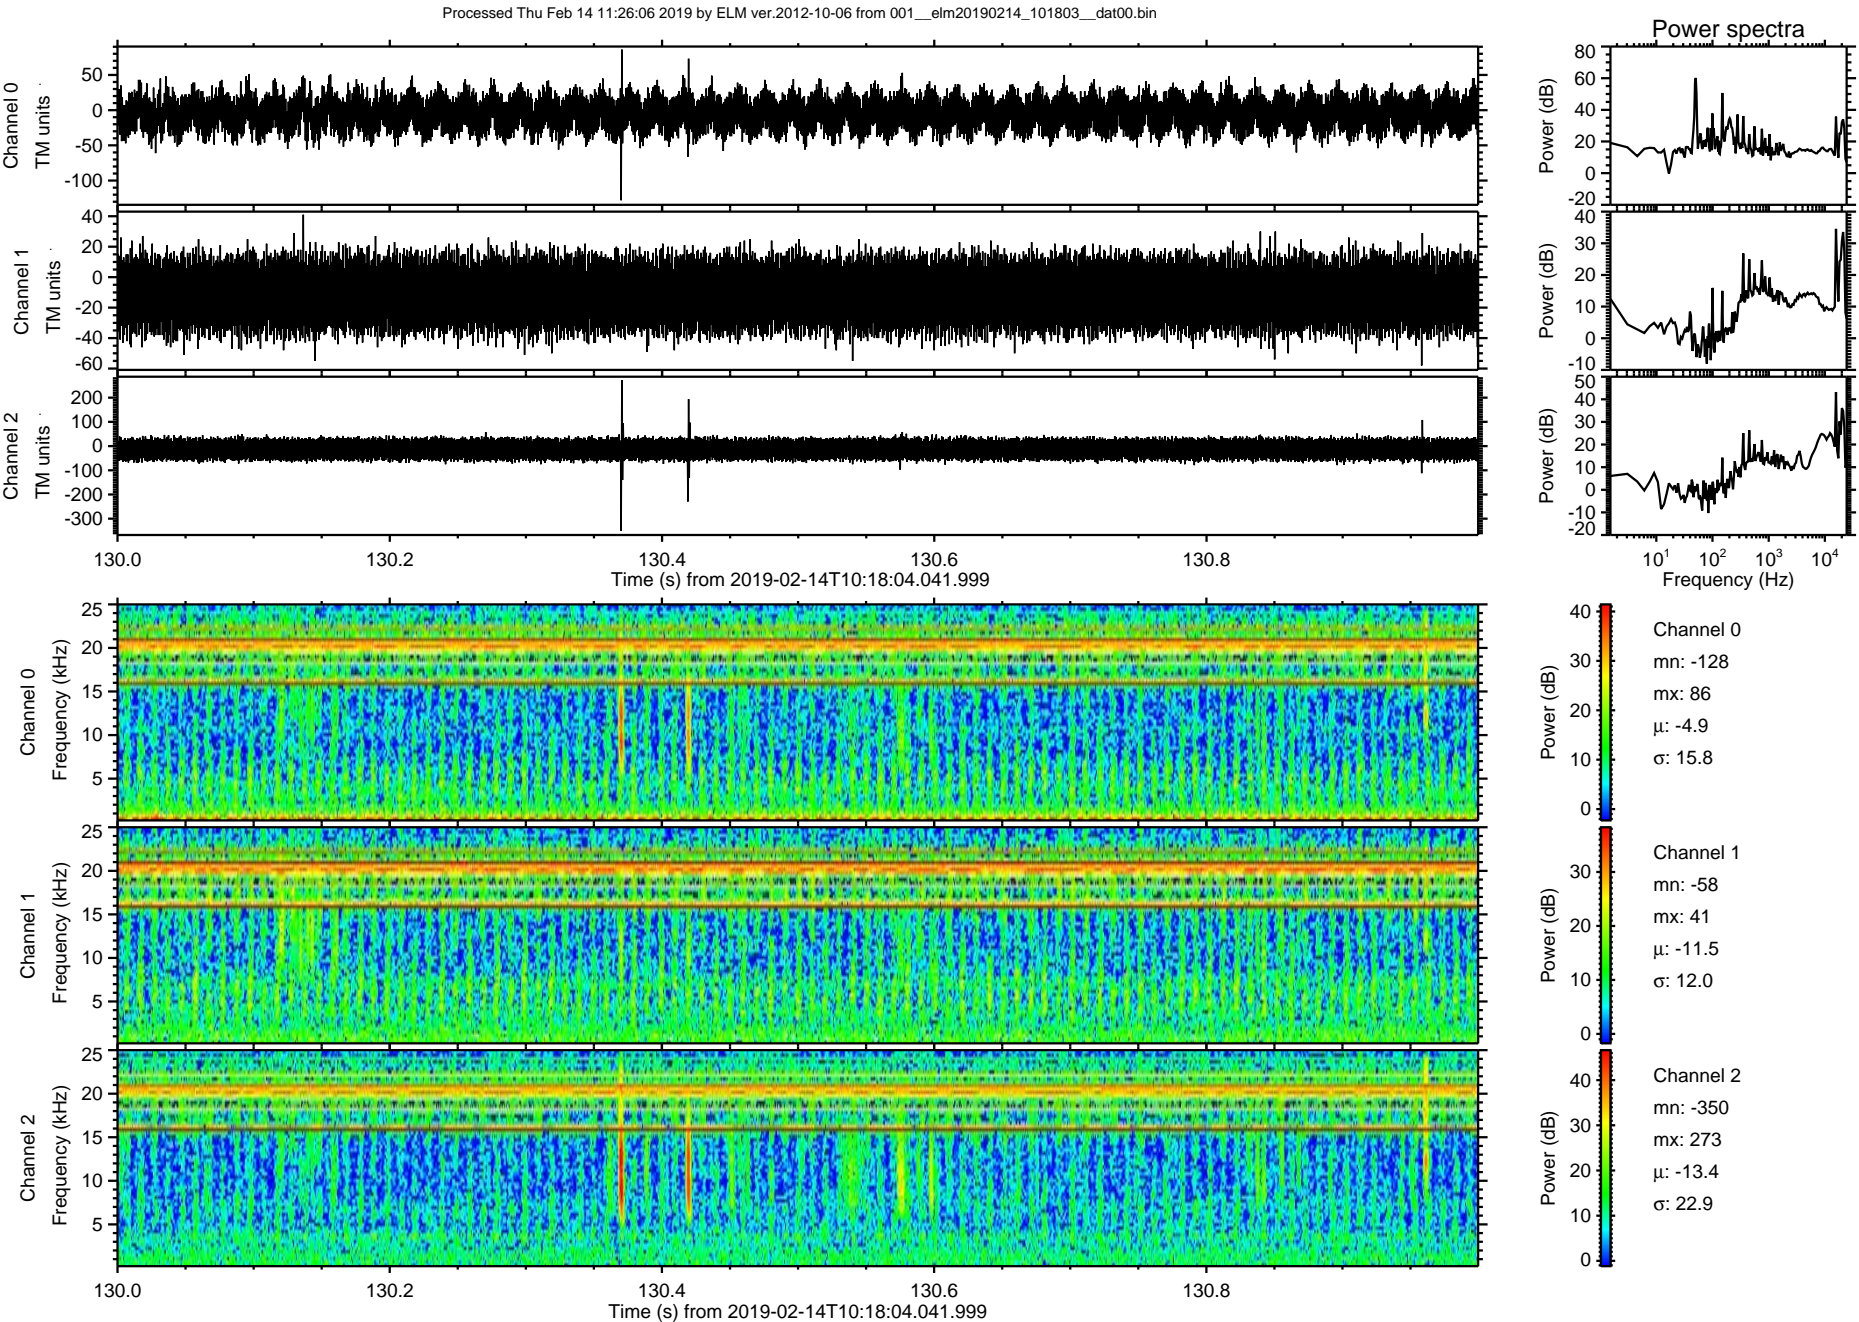 Processed Thu Feb 14 11:26:06 2019 by ELM ver.2012-10-06 from 001__elm20190214_101803__dat00.bin
Power spectra
Channel 0
TM units
50
0
-50
-100
Power (dB)
80
60
40
20
0
-20
Channel 1
TM units
40
20
0
-20
-40
-60
Power (dB)
40
30
20
10
0
-10
Channel 2
TM units
200
100
0
-100
-200
-300
Power (dB)
50
40
30
20
10
0
-10
-20
130.0 130.2 130.4 130.6 130.8
Time (s) from 2019-02-14T10:18:04.041.999
10^1 10^2 10^3 10^4
Frequency (Hz)
Channel 0
Frequency (kHz)
25
20
15
10
5
Power (dB)
40
30
20
10
0
Channel 0
mn: -128
mx: 86
μ: -4.9
σ: 15.8
Channel 1
Frequency (kHz)
25
20
15
10
5
Power (dB)
30
20
10
0
Channel 1
mn: -58
mx: 41
μ: -11.5
σ: 12.0
Channel 2
Frequency (kHz)
25
20
15
10
5
Power (dB)
40
30
20
10
0
Channel 2
mn: -350
mx: 273
μ: -13.4
σ: 22.9
130.0 130.2 130.4 130.6 130.8
Time (s) from 2019-02-14T10:18:04.041.999